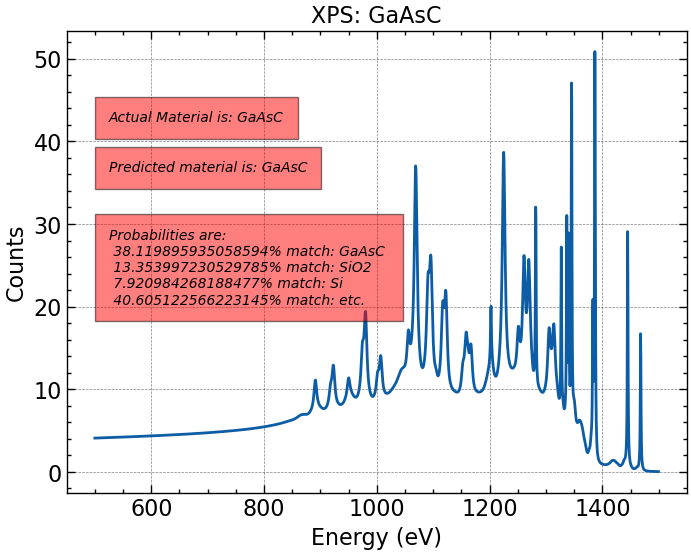 XPS: GaAsC
50
40
30
20
10
0
Counts
Actual Material is: GaAsC
Predicted material is: GaAsC
Probabilities are:
38.119895935058594% match: GaAsC
13.353997230529785% match: SiO2
7.920984268188477% match: Si
40.605122566223145% match: etc.
600 800 1000 1200 1400
Energy (eV)